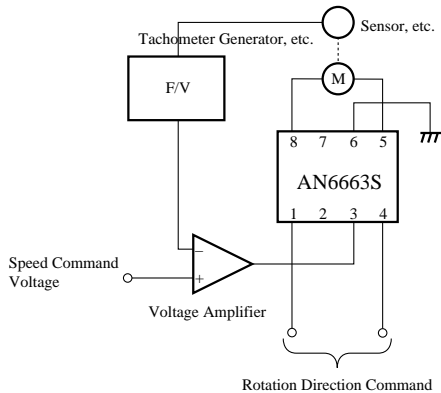 Sensor, etc.
Tachometer Generator, etc.
F/V
M
8 7 6 5
AN6663S
1 2 3 4
Speed Command
Voltage
−
+
Voltage Amplifier
Rotation Direction Command